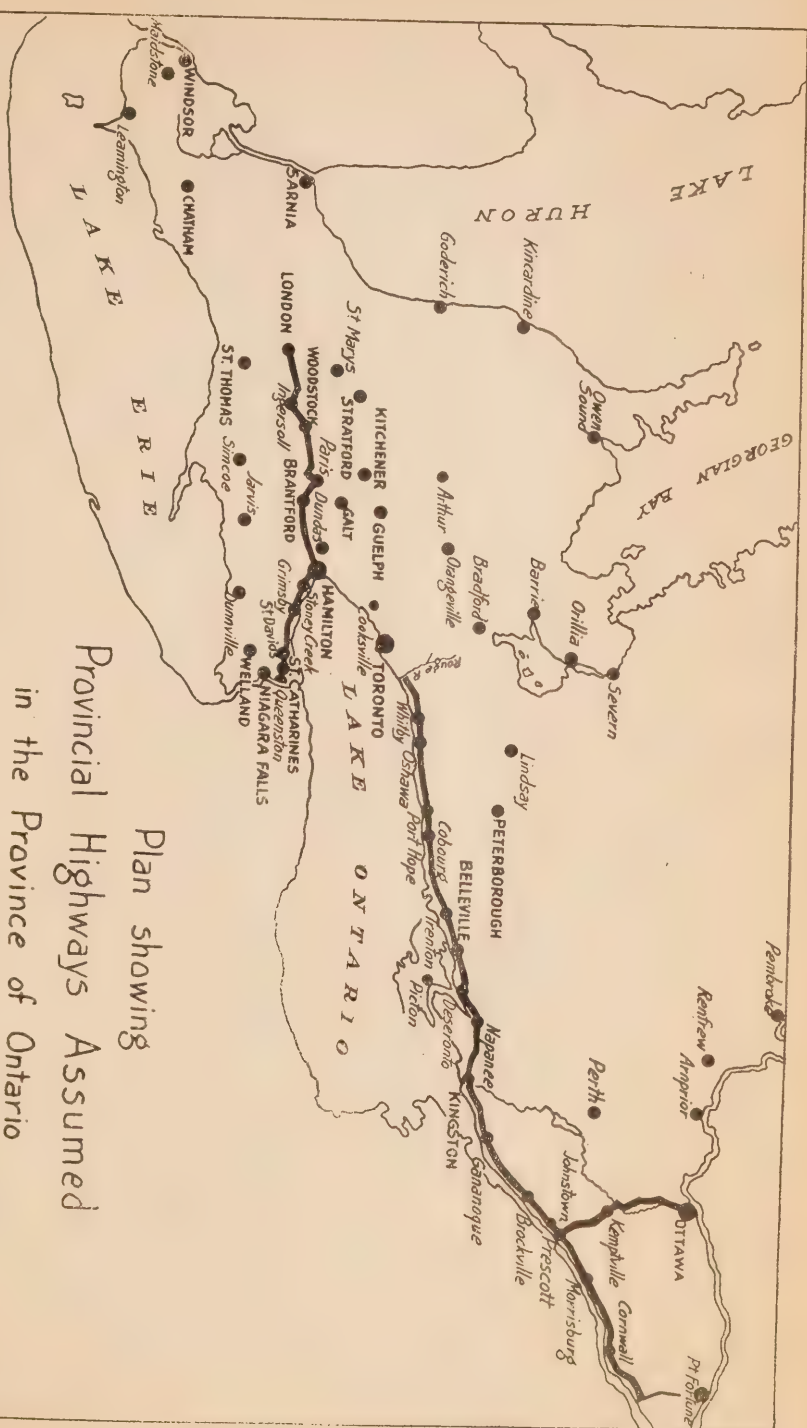 LAKE
HURON
GEORGIAN BAY
Pembroke
Renfrew
Arnprior
OTTAWA
Pt Fortune
Owen
Sound
Kincardine
Goderich
Severn
Orillia
Barrie
Bradford
Orangeville
Arthur
Lindsay
PETERBOROUGH
Perth
Kemptville
Johnstown
Cornwall
Morrisburg
Prescott
Brockville
Gananoque
KINGSTON
Napanee
Deseronto
Picton
Trenton
BELLEVILLE
Cobourg
Port Hope
Oshawa
Whitby
Rouge R.
TORONTO
Cooksville
GUELPH
KITCHENER
GALT
STRATFORD
St Marys
SARNIA
LONDON
WOODSTOCK
Ingersoll
Paris
BRANTFORD
Dundas
HAMILTON
Stoney Creek
Grimsby
ST. CATHARINES
St Davids
Queenston
NIAGARA FALLS
WELLAND
Dunnville
Jarvis
Simcoe
ST. THOMAS
WINDSOR
Maidstone
CHATHAM
Leamington
LAKE ONTARIO
LAKE ERIE
Plan showing
Provincial Highways Assumed
in the Province of Ontario